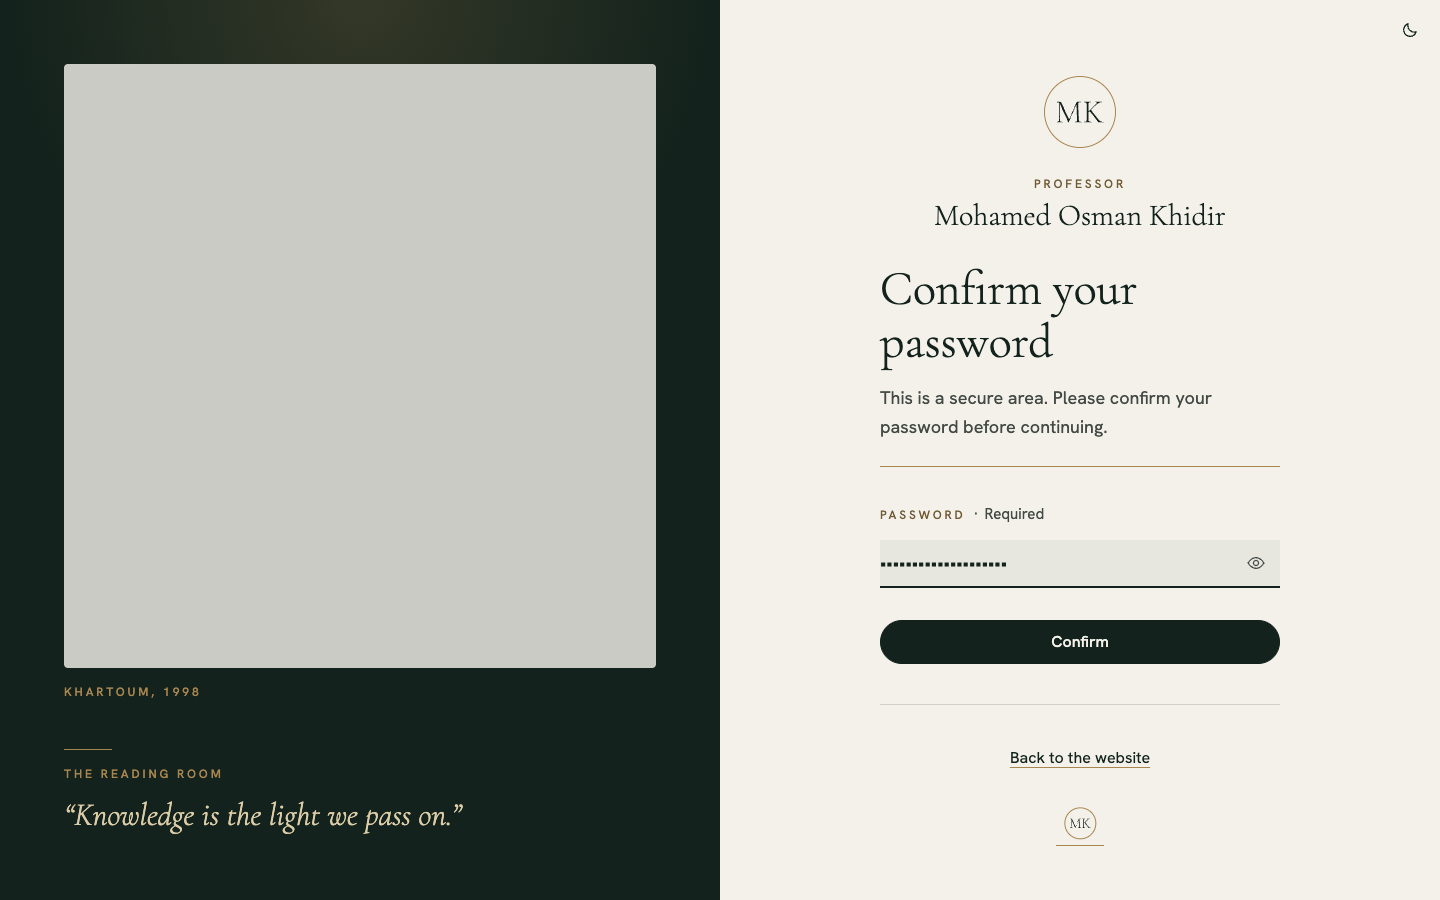 KHARTOUM, 1998
THE READING ROOM
“Knowledge is the light we pass on.”
MK
PROFESSOR
Mohamed Osman Khidir
Confirm your
password
This is a secure area. Please confirm your
password before continuing.
PASSWORD · Required
Confirm
Back to the website
MK